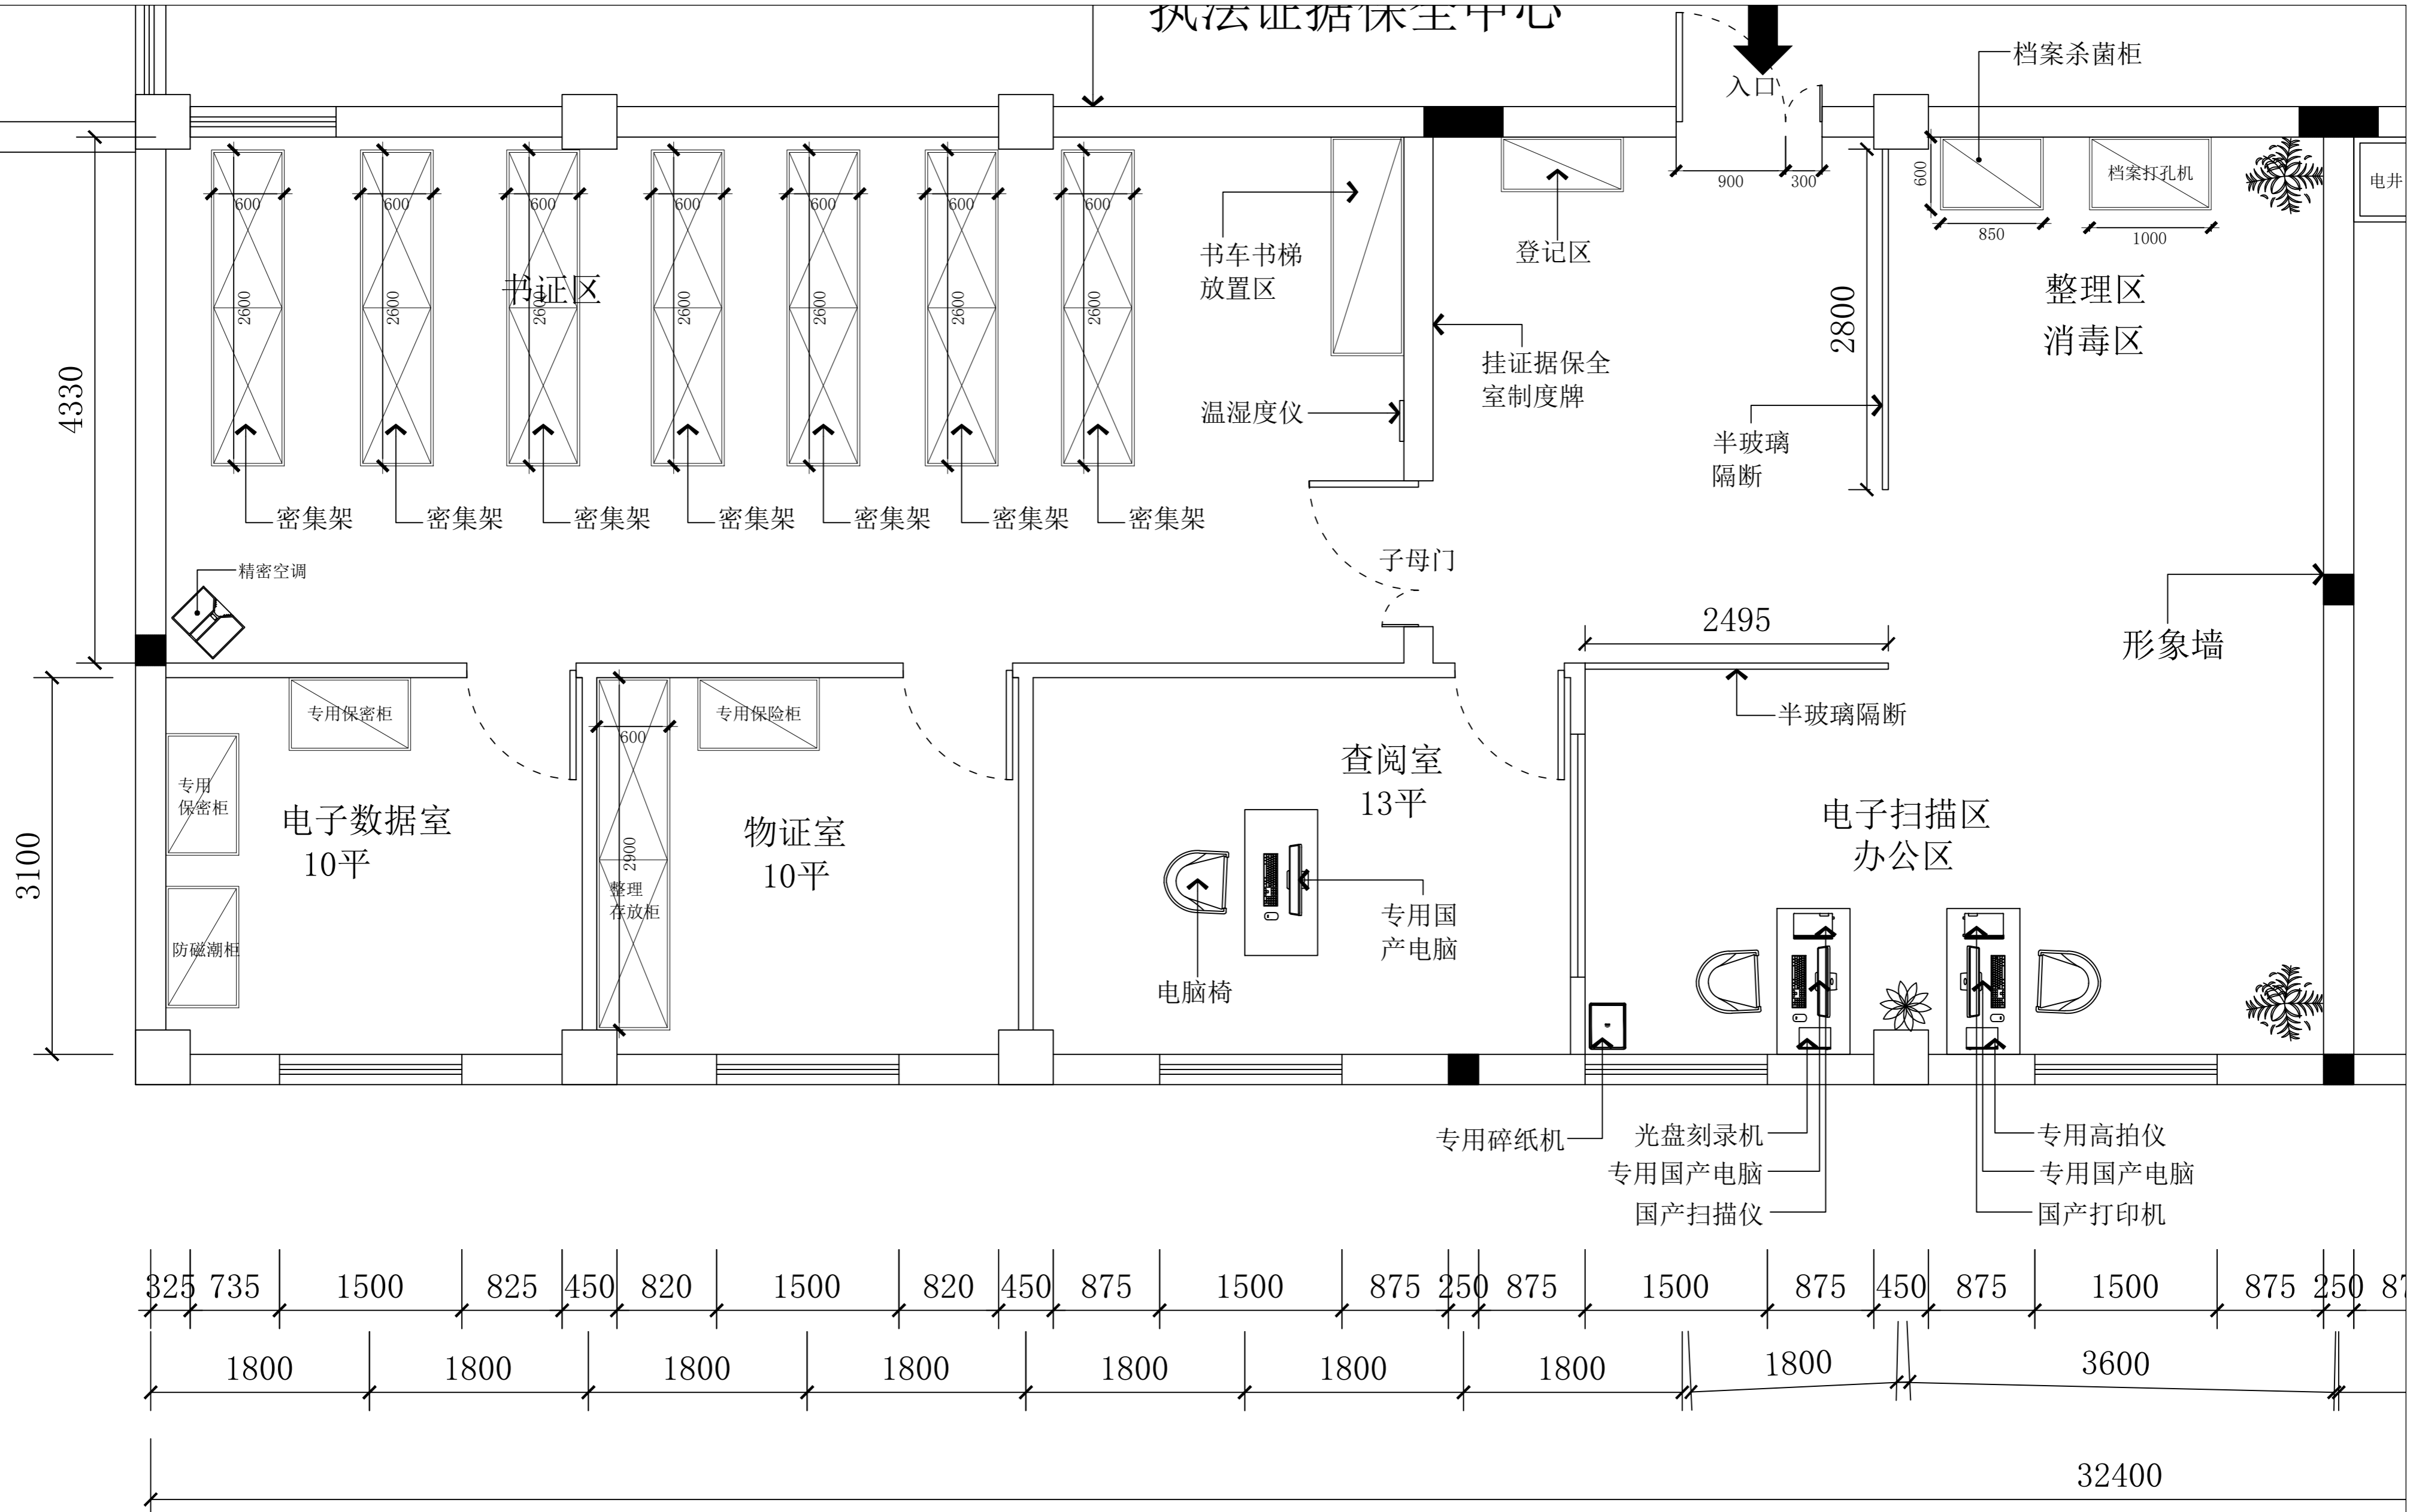 执法证据保全中心
入口
档案杀菌柜
600
600
600
600
600
600
600
900
300
600
档案打孔机
电井
850
1000
书车书梯
放置区
登记区
书证区
2600
2600
2600
2600
2600
2600
2600
整理区
消毒区
2800
4330
挂证据保全
室制度牌
温湿度仪
半玻璃
隔断
密集架
密集架
密集架
密集架
密集架
密集架
密集架
子母门
精密空调
2495
形象墙
专用保密柜
专用保险柜
半玻璃隔断
600
查阅室
13平
专用
保密柜
电子数据室
10平
物证室
10平
电子扫描区
办公区
3100
2900
整理
存放柜
防磁潮柜
专用国
产电脑
电脑椅
专用碎纸机
光盘刻录机
专用高拍仪
专用国产电脑
专用国产电脑
国产扫描仪
国产打印机
325 735 1500 825 450 820 1500 820 450 875 1500 875 250 875 1500 875 450 875 1500 875 250
1800 1800 1800 1800 1800 1800 1800 1800 3600
32400